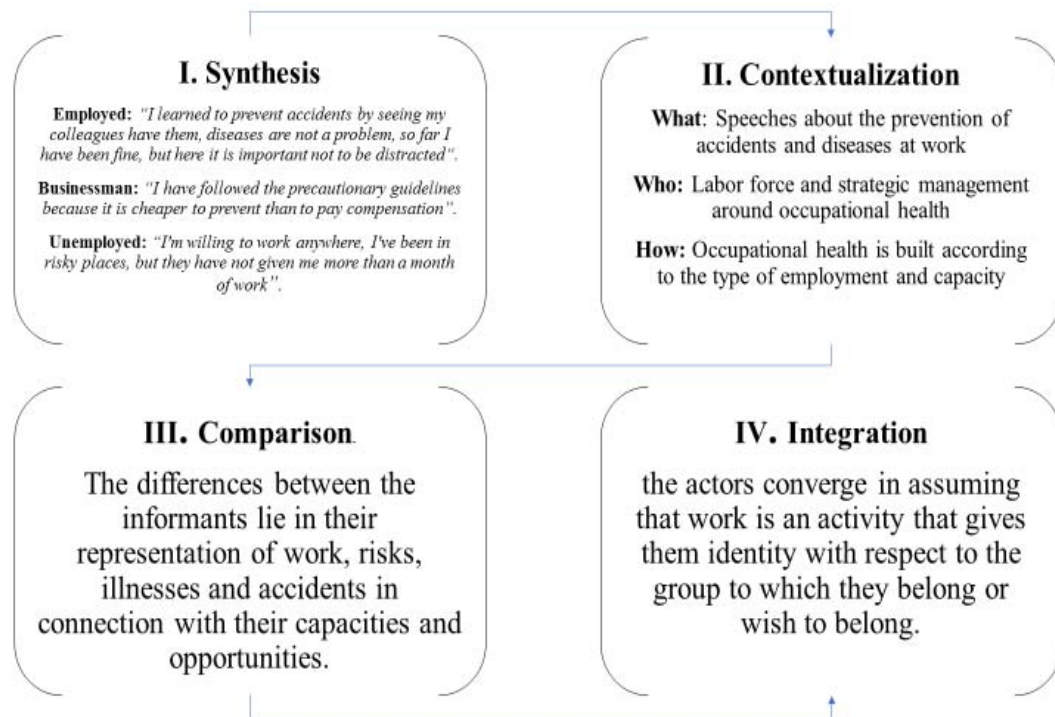 I. Synthesis
Employed: "I learned to prevent accidents by seeing my
colleagues have them, diseases are not a problem, so far I
have been fine, but here it is important not to be distracted".
Businessman: "I have followed the precautionary guidelines
because it is cheaper to prevent than to pay compensation".
Unemployed: "I'm willing to work anywhere, I've been in
risky places, but they have not given me more than a month
of work".
II. Contextualization
What: Speeches about the prevention of
accidents and diseases at work
Who: Labor force and strategic management
around occupational health
How: Occupational health is built according
to the type of employment and capacity
III. Comparison.
The differences between the
informants lie in their
representation of work, risks,
illnesses and accidents in
connection with their capacities and
opportunities.
IV. Integration
the actors converge in assuming
that work is an activity that gives
them identity with respect to the
group to which they belong or
wish to belong.